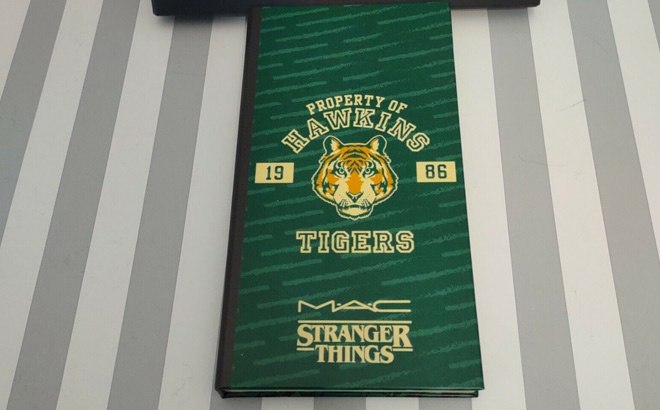 PROPERTY OF
HAWKINS
19 86
TIGERS
M·A·C
STRANGER
THINGS